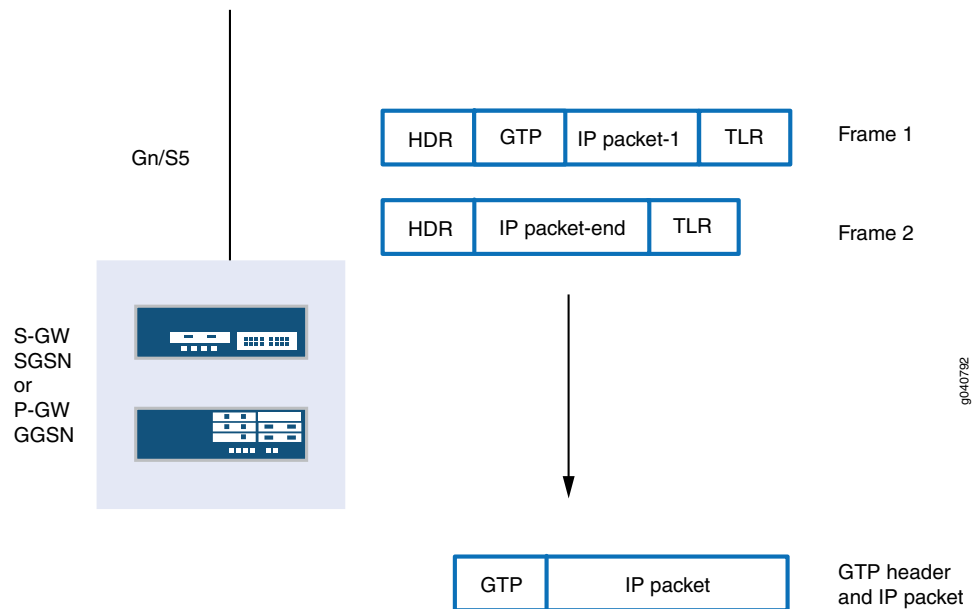 Gn/S5
HDR GTP IP packet-1 TLR Frame 1
HDR IP packet-end TLR Frame 2
S-GW
SGSN
or
P-GW
GGSN
g040792
GTP IP packet
GTP header
and IP packet